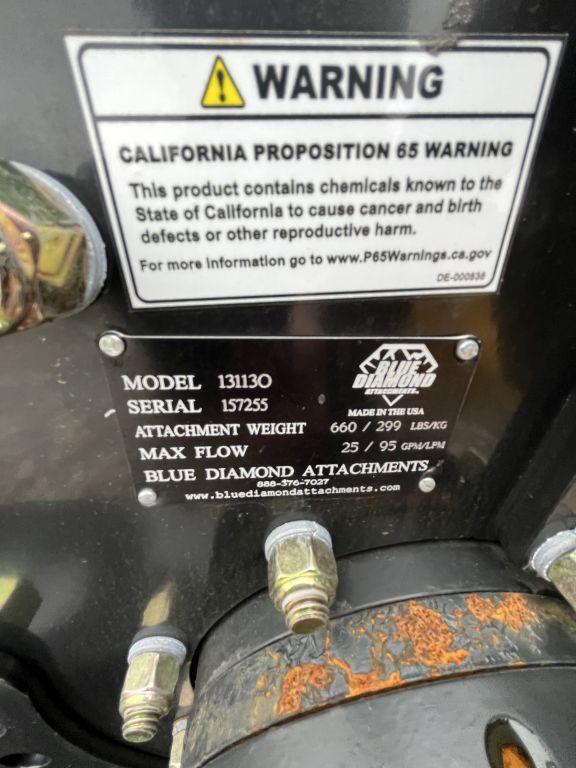 WARNING
CALIFORNIA PROPOSITION 65 WARNING
This product contains chemicals known to the
State of California to cause cancer and birth
defects or other reproductive harm.
For more information go to www.P65Warnings.ca.gov
DE-000838
BLUE
DIAMOND
ATTACHMENTS
MADE IN THE USA
MODEL 131130
SERIAL 157255
ATTACHMENT WEIGHT 660 / 299 LBS/KG
MAX FLOW 25 / 95 GPM/LPM
BLUE DIAMOND ATTACHMENTS
888-376-7027
www.bluediamondattachments.com